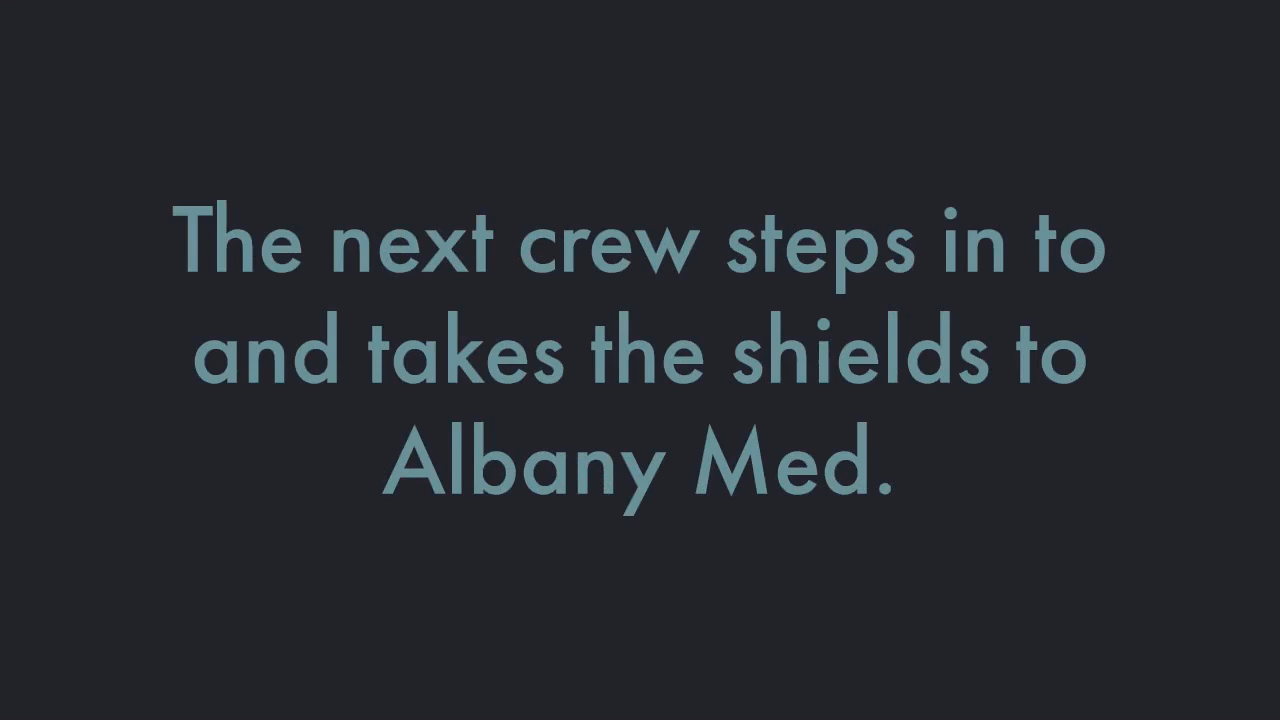 The next crew steps in to
and takes the shields to
Albany Med.